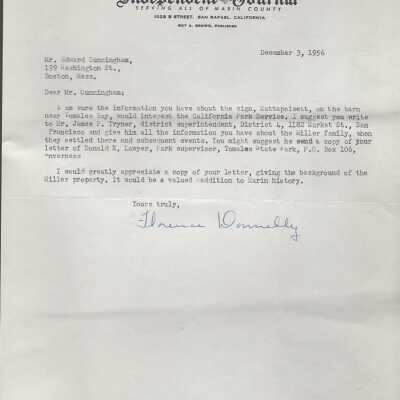 Independent Journal
SERVING ALL OF MARIN COUNTY
1028 B STREET, SAN RAFAEL, CALIFORNIA
ROY A. BROWN, PUBLISHER
December 3, 1956
Mr. Edward Cunningham,
199 Washington St.,
Boston, Mass.
Dear Mr. Cunningham;
I am sure the information you have about the sign, Mattapoisett, on the barn
near Tomales Bay, would interest the California Park Service. I suggest you write
to Mr. James P. Tryner, district superintendent, District 4, 1182 Market St., San
Francisco and give him all the information you have about the Miller family, when
they settled there and subsequent events. You might suggest he send a copy of your
letter of Donald E, Lawyer, Park supervisor, Tomales State Park, P.O. Box 106,
Inverness
I would greatly appreciate a copy of your letter, giving the background of the
Miller property. It would be a valued addition to Marin history.
Yours truly,
Florence Donnelly